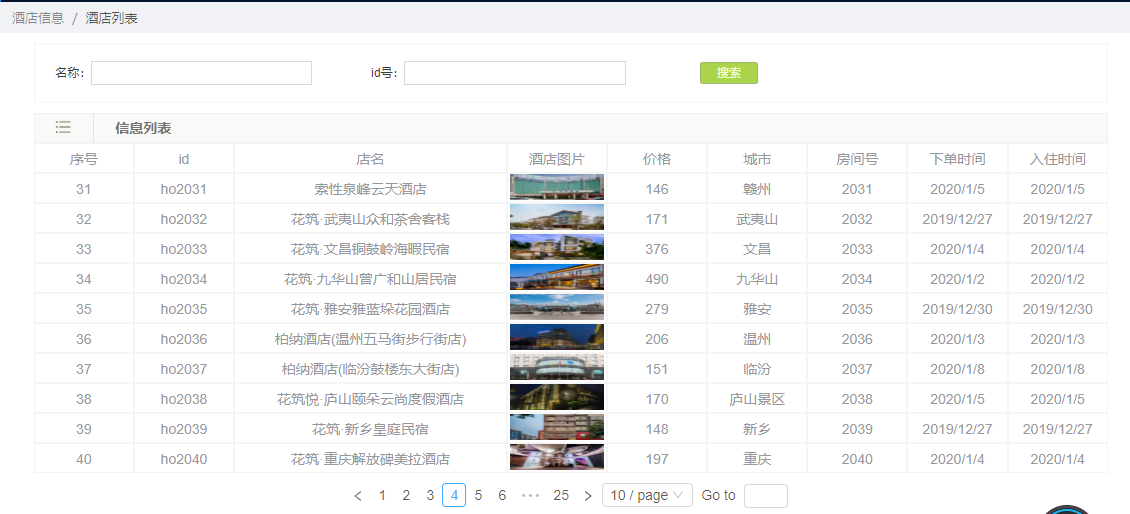 酒店信息 / 酒店列表
名称: id号: 搜索
信息列表
序号 id 店名 酒店图片 价格 城市 房间号 下单时间 入住时间
31 ho2031 索性泉峰云天酒店 146 赣州 2031 2020/1/5 2020/1/5
32 ho2032 花筑·武夷山众和茶舍客栈 171 武夷山 2032 2019/12/27 2019/12/27
33 ho2033 花筑·文昌铜鼓岭海暇民宿 376 文昌 2033 2020/1/4 2020/1/4
34 ho2034 花筑·九华山曾广和山居民宿 490 九华山 2034 2020/1/2 2020/1/2
35 ho2035 花筑·雅安雅蓝垛花园酒店 279 雅安 2035 2019/12/30 2019/12/30
36 ho2036 柏纳酒店(温州五马街步行街店) 206 温州 2036 2020/1/3 2020/1/3
37 ho2037 柏纳酒店(临汾鼓楼东大街店) 151 临汾 2037 2020/1/8 2020/1/8
38 ho2038 花筑悦·庐山颐朵云尚度假酒店 170 庐山景区 2038 2020/1/5 2020/1/5
39 ho2039 花筑·新乡皇庭民宿 148 新乡 2039 2019/12/27 2019/12/27
40 ho2040 花筑·重庆解放碑美拉酒店 197 重庆 2040 2020/1/4 2020/1/4
< 1 2 3 4 5 6 ••• 25 > 10 / page Go to